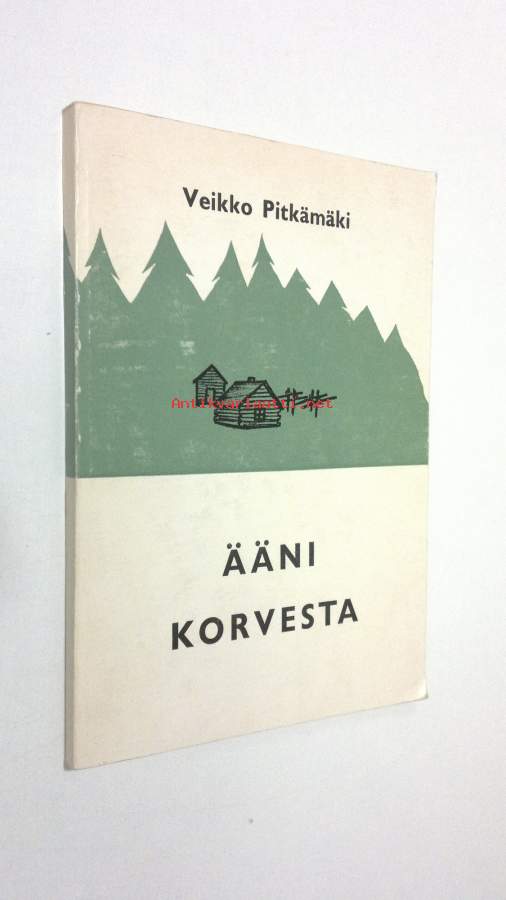 Veikko Pitkämäki
Antikvariaatti.net
ÄÄNI
KORVESTA